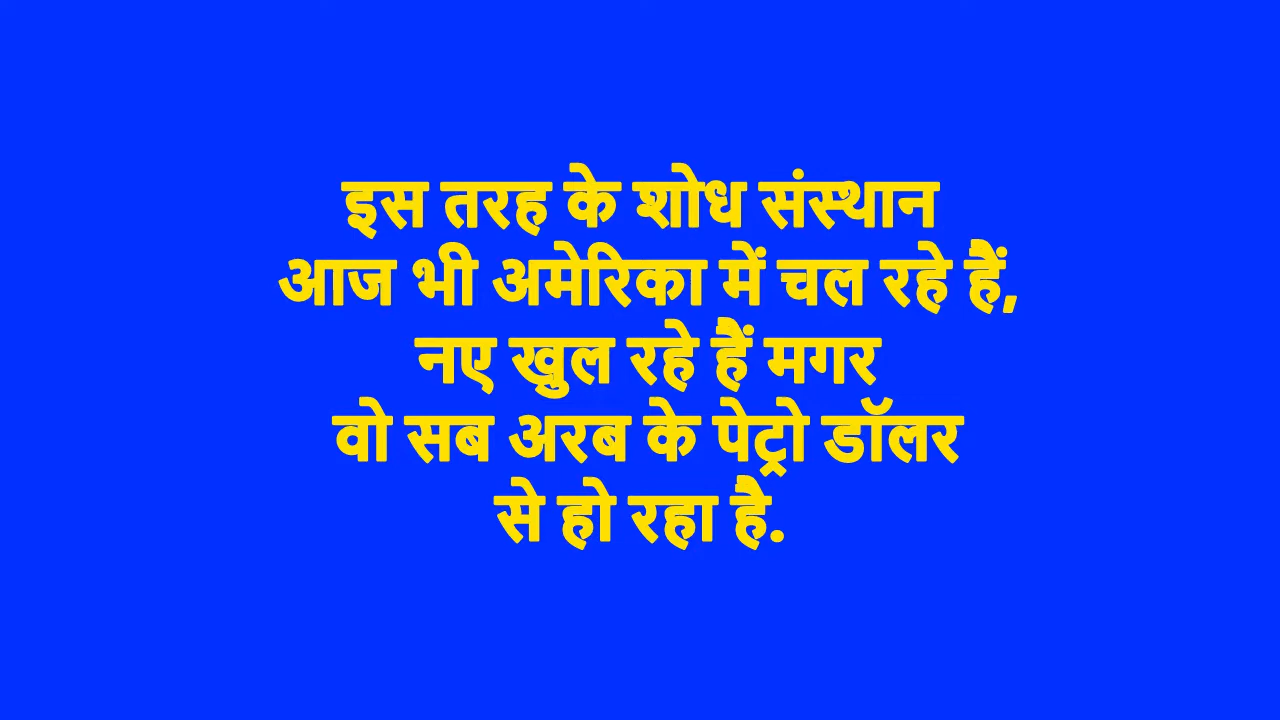 इस तरह के शोध संस्थान
आज भी अमेरिका में चल रहे हैं,
नए खुल रहे हैं मगर
वो सब अरब के पेट्रो डॉलर
से हो रहा है.